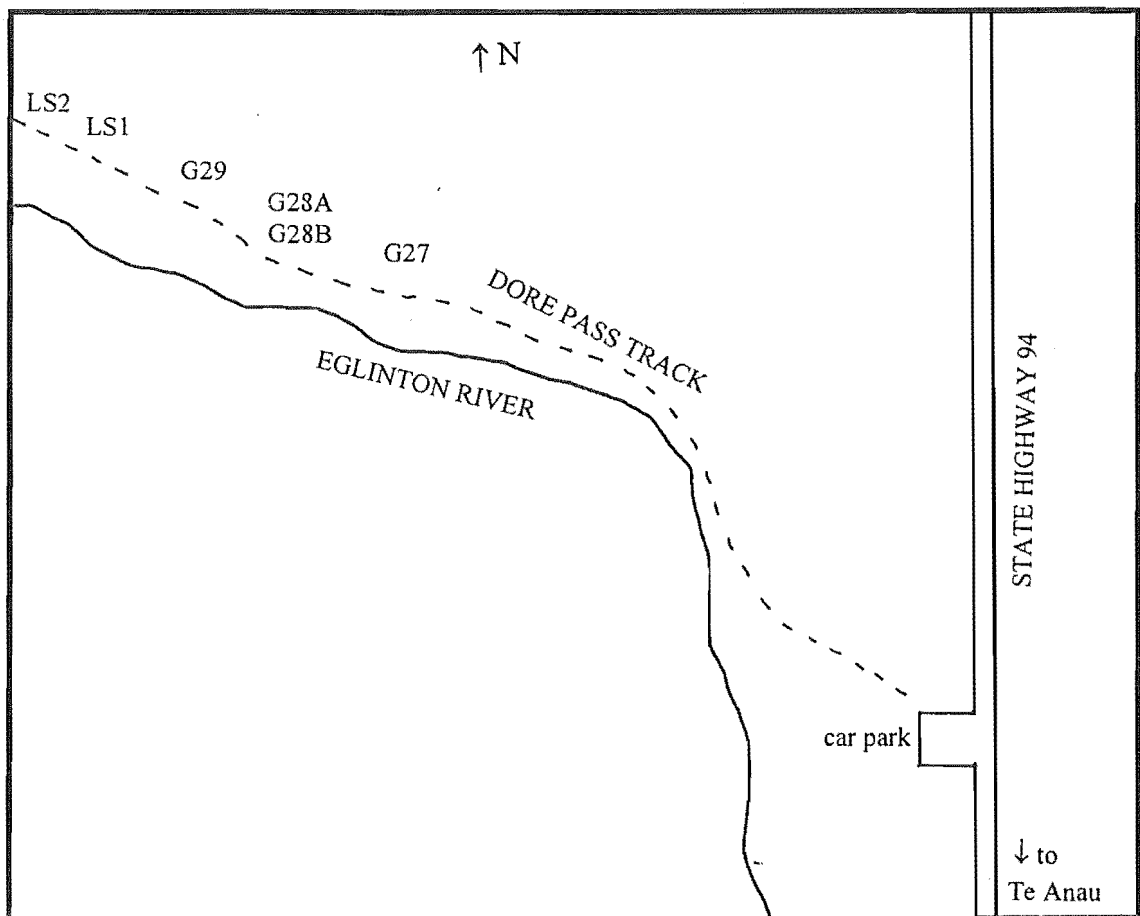 ↑ N
LS2
LS1
G29
G28A
G28B
G27
DORE PASS TRACK
EGLINTON RIVER
STATE HIGHWAY 94
car park
↓ to
Te Anau